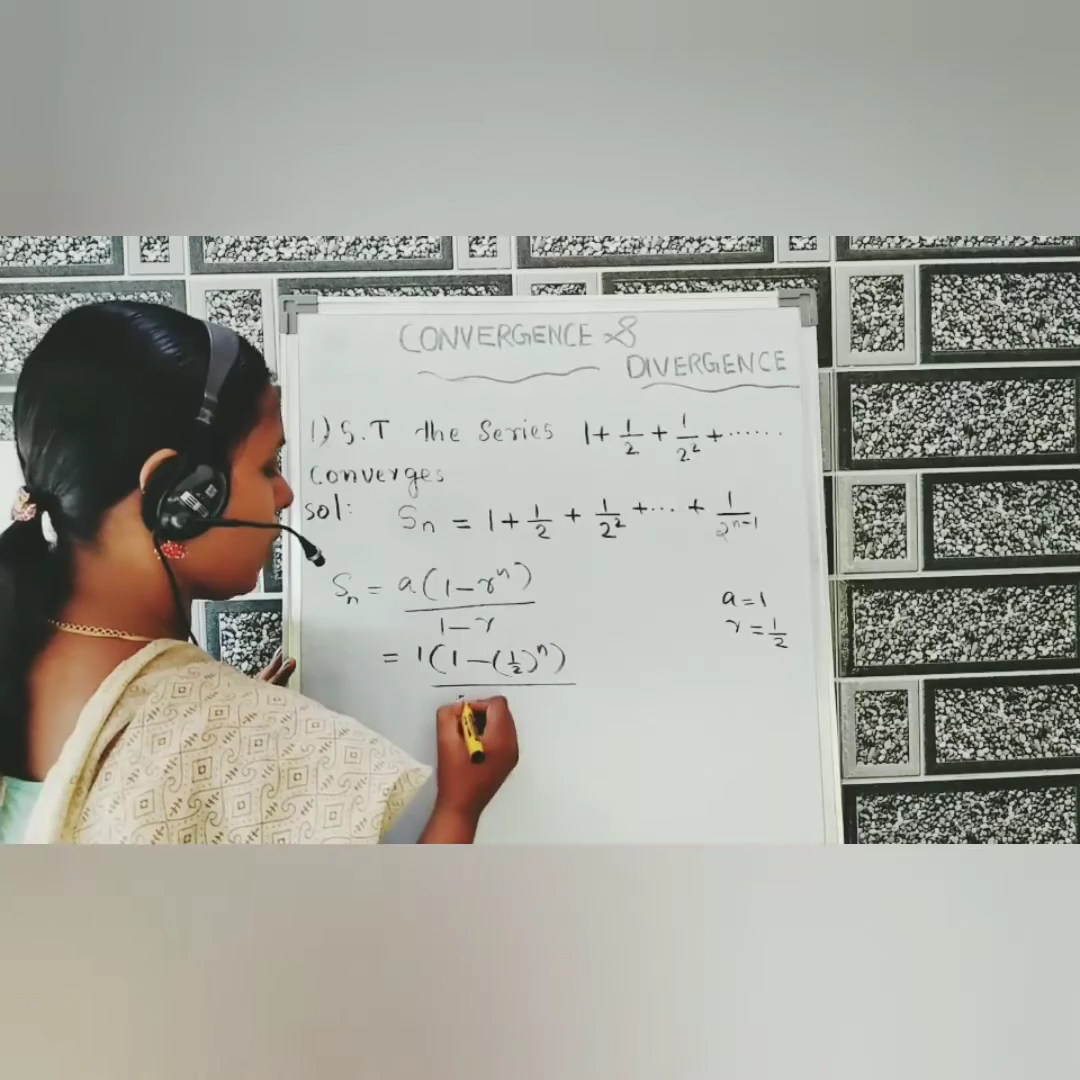 CONVERGENCE &
DIVERGENCE
1) S.T the Series 1 + 1/2 + 1/2² + ......
Converges
Sol: Sn = 1 + 1/2 + 1/2² + ... + 1/2ⁿ⁻¹
Sn = a(1-rⁿ)/1-r
a=1
r=1/2
= 1(1-(1/2)ⁿ)